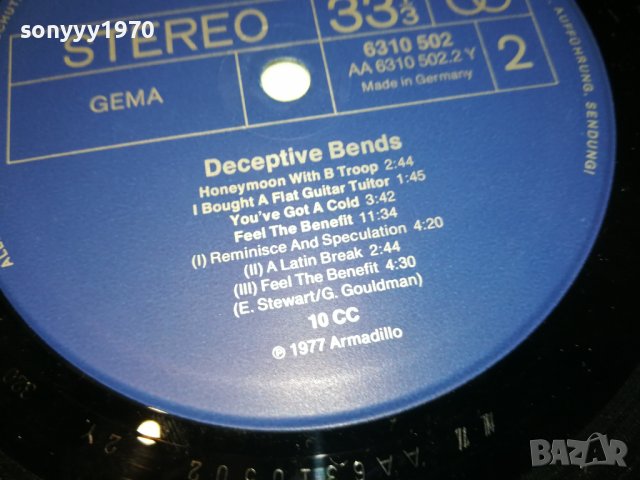 sonyyy1970
STEREO
33⅓
6310 502
AA 6310 502.2 Y
Made in Germany
2
GEMA
AUFFÜHRUNG, SENDUNG!
Deceptive Bends
Honeymoon With B Troop 2:44
I Bought A Flat Guitar Tuitor 1:45
You've Got A Cold 3:42
Feel The Benefit 11:34
(I) Reminisce And Speculation 4:20
(II) A Latin Break 2:44
(III) Feel The Benefit 4:30
(E. Stewart/G. Gouldman)
10 CC
℗ 1977 Armadillo
BAZAR